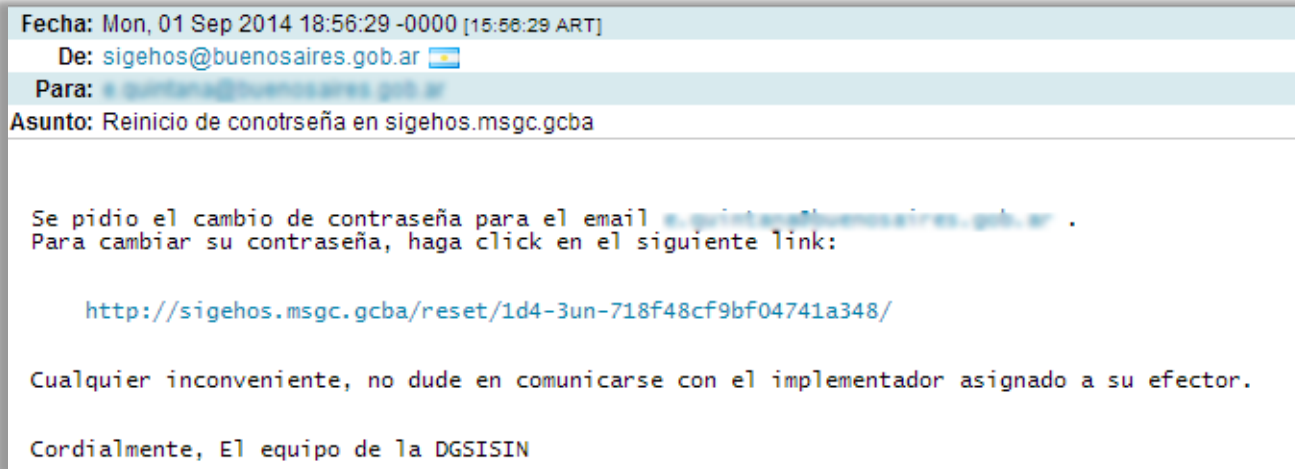 Fecha: Mon, 01 Sep 2014 18:56:29 -0000 [15:56:29 ART]
De: sigehos@buenosaires.gob.ar
Para:
Asunto: Reinicio de conotrseña en sigehos.msgc.gcba
Se pidio el cambio de contraseña para el email .
Para cambiar su contraseña, haga click en el siguiente link:
http://sigehos.msgc.gcba/reset/1d4-3un-718f48cf9bf04741a348/
Cualquier inconveniente, no dude en comunicarse con el implementador asignado a su efector.
Cordialmente, El equipo de la DGSISIN